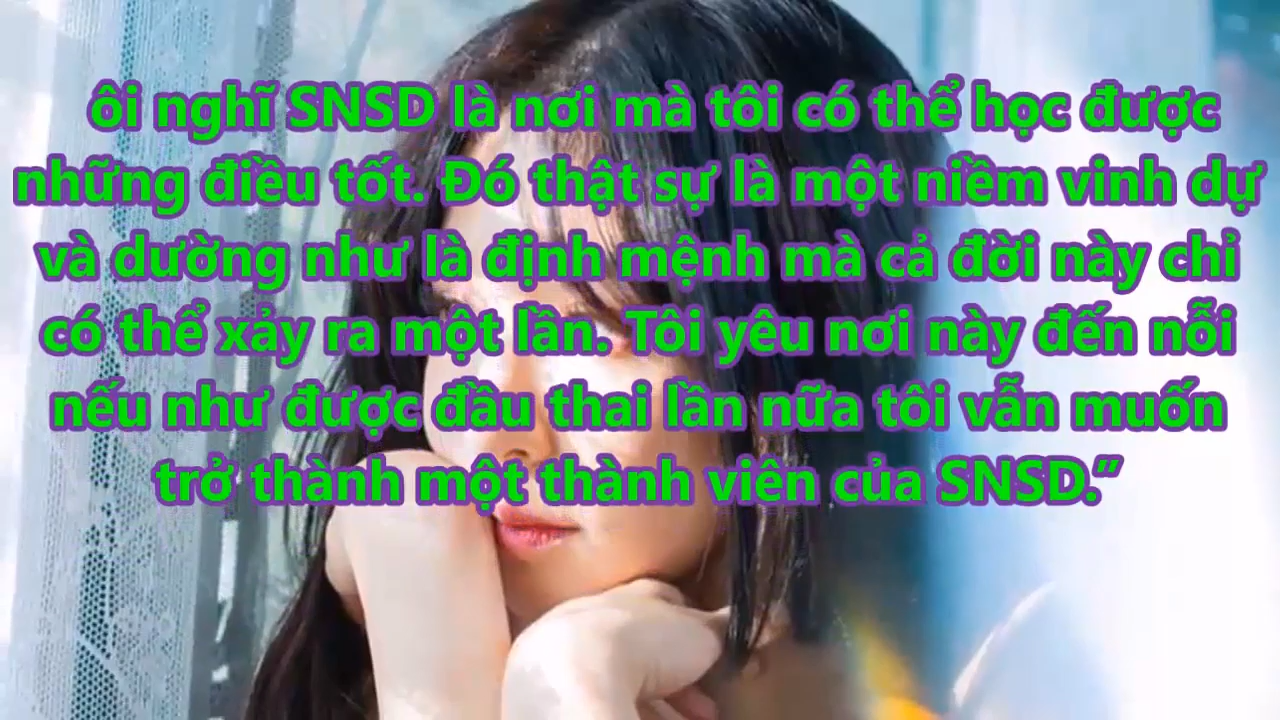 ôi nghĩ SNSD là nơi mà tôi có thể học được
những điều tốt. Đó thật sự là một niềm vinh dự
và dường như là định mệnh mà cả đời này chỉ
có thể xảy ra một lần. Tôi yêu nơi này đến nỗi
nếu như được đầu thai lần nữa tôi vẫn muốn
trở thành một thành viên của SNSD.”